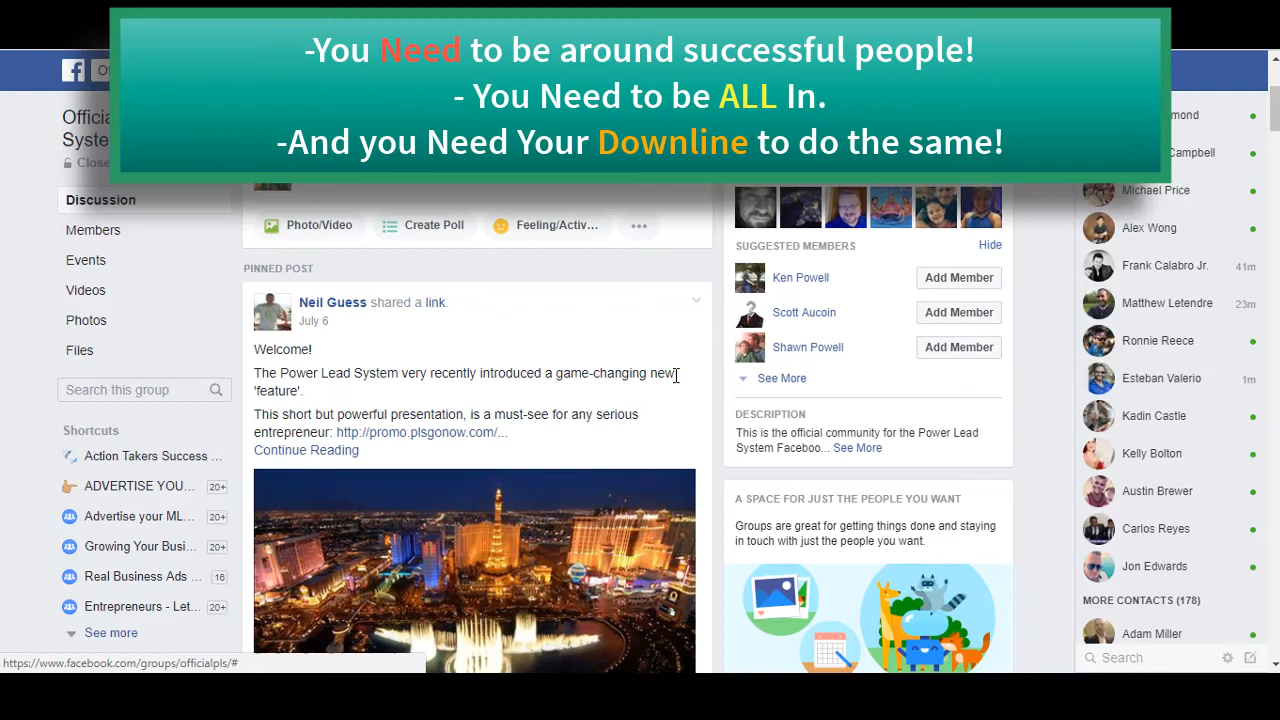 -You Need to be around successful people!
- You Need to be ALL In.
-And you Need Your Downline to do the same!
Discussion
Members
Events
Videos
Photos
Files
Search this group
Shortcuts
Action Takers Success ...
ADVERTISE YOU... 20+
Advertise your ML... 20+
Growing Your Busi... 20+
Real Business Ads ... 16
Entrepreneurs - Let... 20+
See more
https://www.facebook.com/groups/officialpls/#
Photo/Video Create Poll Feeling/Activ...
PINNED POST
Neil Guess shared a link.
July 6
Welcome!
The Power Lead System very recently introduced a game-changing new
'feature'.
This short but powerful presentation, is a must-see for any serious
entrepreneur: http://promo.plsgonow.com/...
Continue Reading
SUGGESTED MEMBERS Hide
Ken Powell Add Member
Scott Aucoin Add Member
Shawn Powell Add Member
See More
DESCRIPTION
This is the official community for the Power Lead
System Faceboo... See More
A SPACE FOR JUST THE PEOPLE YOU WANT
Groups are great for getting things done and staying
in touch with just the people you want.
Campbell
Michael Price
Alex Wong
Frank Calabro Jr. 41m
Matthew Letendre 23m
Ronnie Reece
Esteban Valerio 1m
Kadin Castle
Kelly Bolton
Austin Brewer
Carlos Reyes
Jon Edwards
MORE CONTACTS (178)
Adam Miller
Search